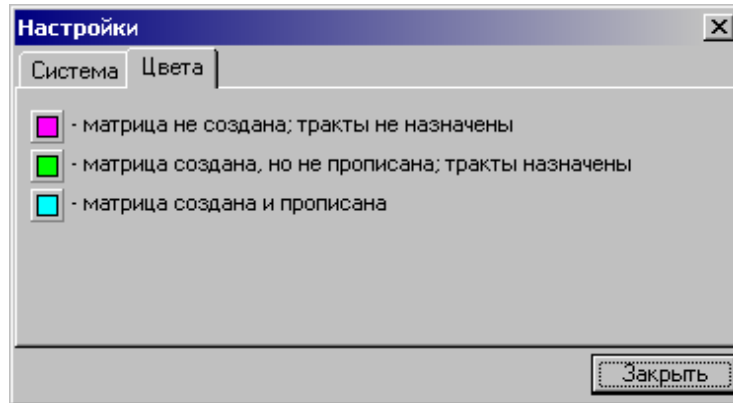 Настройки
Система Цвета
- матрица не создана; тракты не назначены
- матрица создана, но не прописана; тракты назначены
- матрица создана и прописана
Закрыть